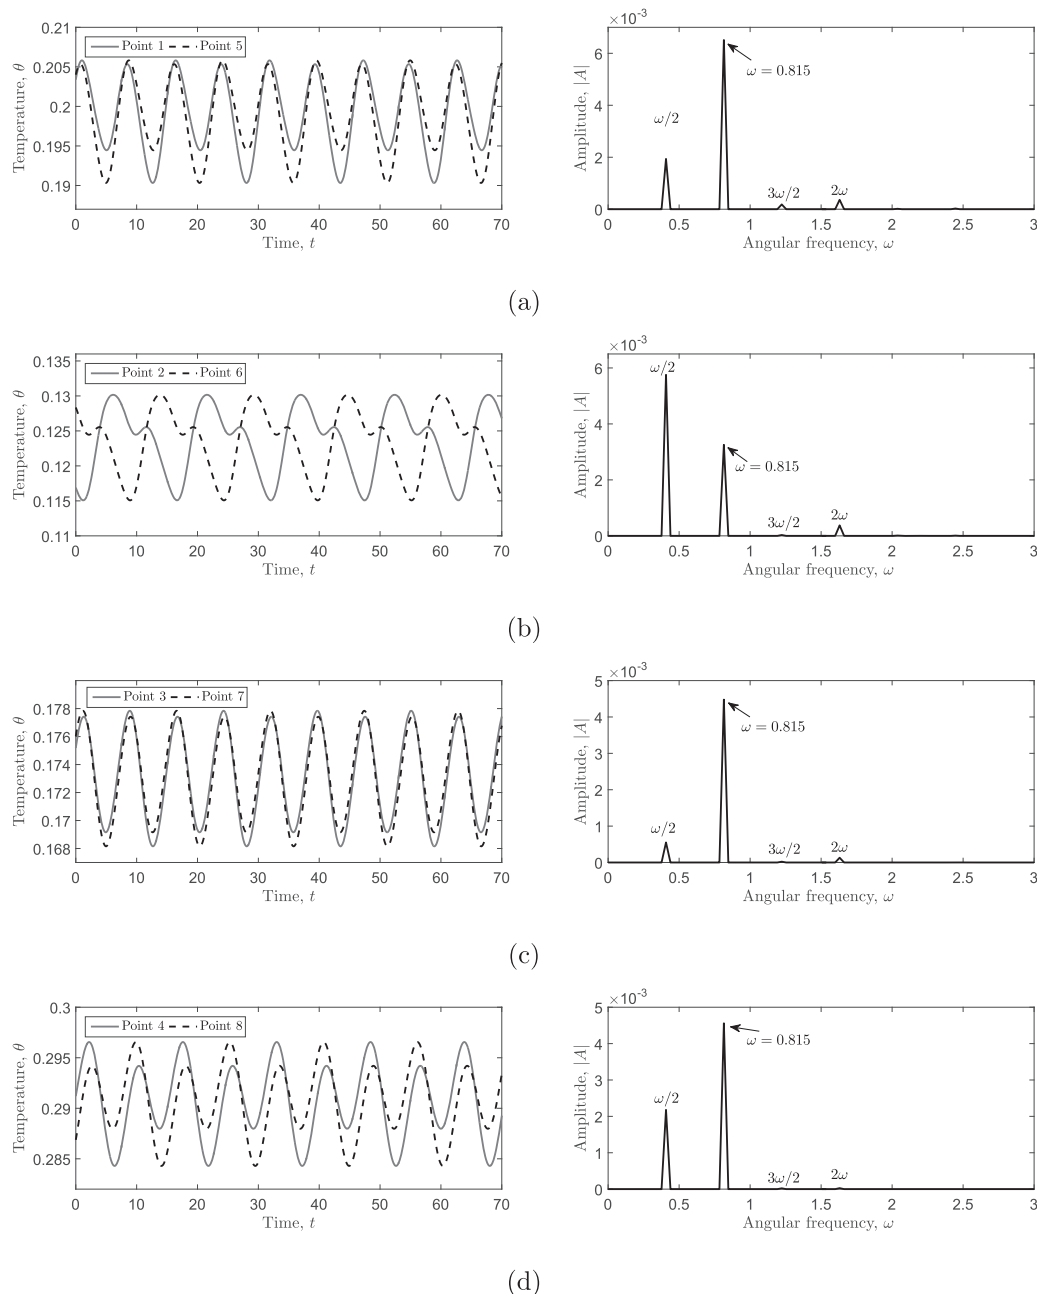 0.21
0.205
0.2
0.195
0.19
Temperature, θ
Point 1 Point 5
0 10 20 30 40 50 60 70
Time, t
×10⁻³
6
4
2
0
Amplitude, |A|
ω/2
ω = 0.815
3ω/2
2ω
0 0.5 1 1.5 2 2.5 3
Angular frequency, ω
(a)
0.135
0.13
0.125
0.12
0.115
0.11
Temperature, θ
Point 2 Point 6
0 10 20 30 40 50 60 70
Time, t
×10⁻³
6
4
2
0
Amplitude, |A|
ω/2
ω = 0.815
3ω/2
2ω
0 0.5 1 1.5 2 2.5 3
Angular frequency, ω
(b)
0.178
0.176
0.174
0.172
0.17
0.168
Temperature, θ
Point 3 Point 7
0 10 20 30 40 50 60 70
Time, t
×10⁻³
5
4
3
2
1
0
Amplitude, |A|
ω/2
ω = 0.815
3ω/2
2ω
0 0.5 1 1.5 2 2.5 3
Angular frequency, ω
(c)
0.3
0.295
0.29
0.285
Temperature, θ
Point 4 Point 8
0 10 20 30 40 50 60 70
Time, t
×10⁻³
5
4
3
2
1
0
Amplitude, |A|
ω/2
ω = 0.815
3ω/2
2ω
0 0.5 1 1.5 2 2.5 3
Angular frequency, ω
(d)